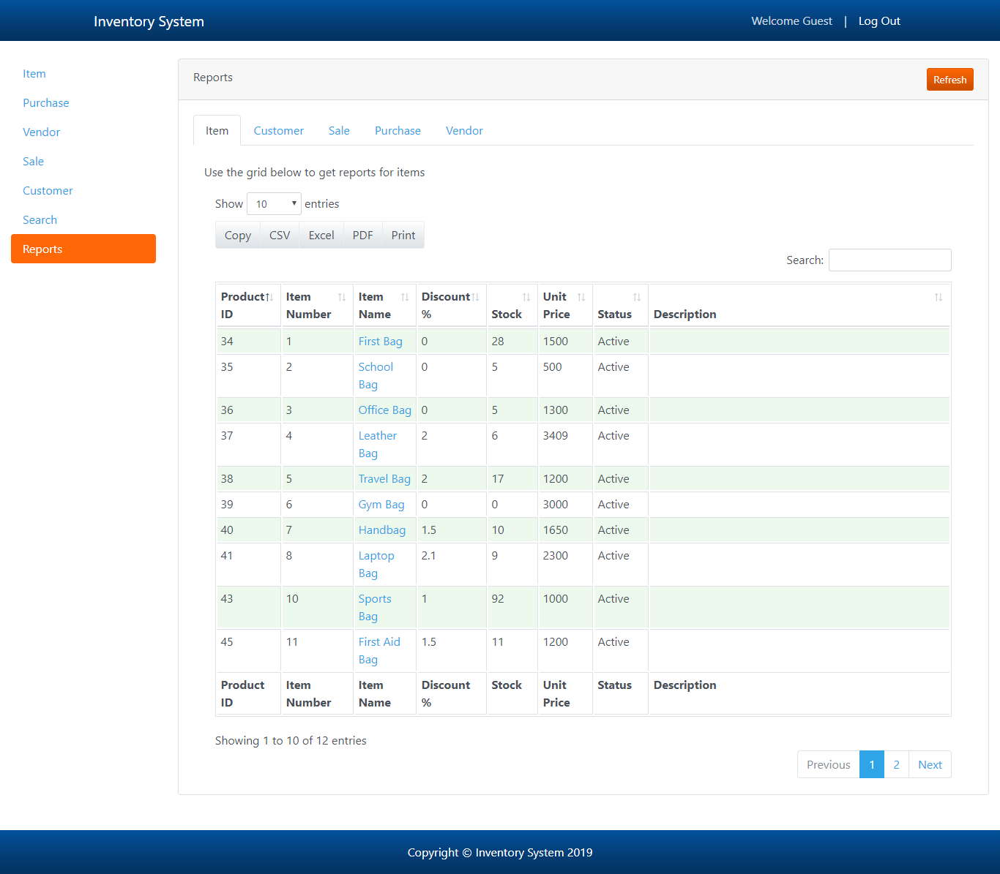 Inventory System
Welcome Guest | Log Out
Item
Purchase
Vendor
Sale
Customer
Search
Reports
Reports
Refresh
Item Customer Sale Purchase Vendor
Use the grid below to get reports for items
Show 10 entries
Copy CSV Excel PDF Print
Search:
Product ID Item Number Item Name Discount % Stock Unit Price Status Description
34 1 First Bag 0 28 1500 Active
35 2 School Bag 0 5 500 Active
36 3 Office Bag 0 5 1300 Active
37 4 Leather Bag 2 6 3409 Active
38 5 Travel Bag 2 17 1200 Active
39 6 Gym Bag 0 0 3000 Active
40 7 Handbag 1.5 10 1650 Active
41 8 Laptop Bag 2.1 9 2300 Active
43 10 Sports Bag 1 92 1000 Active
45 11 First Aid Bag 1.5 11 1200 Active
Product ID Item Number Item Name Discount % Stock Unit Price Status Description
Showing 1 to 10 of 12 entries
Previous 1 2 Next
Copyright © Inventory System 2019